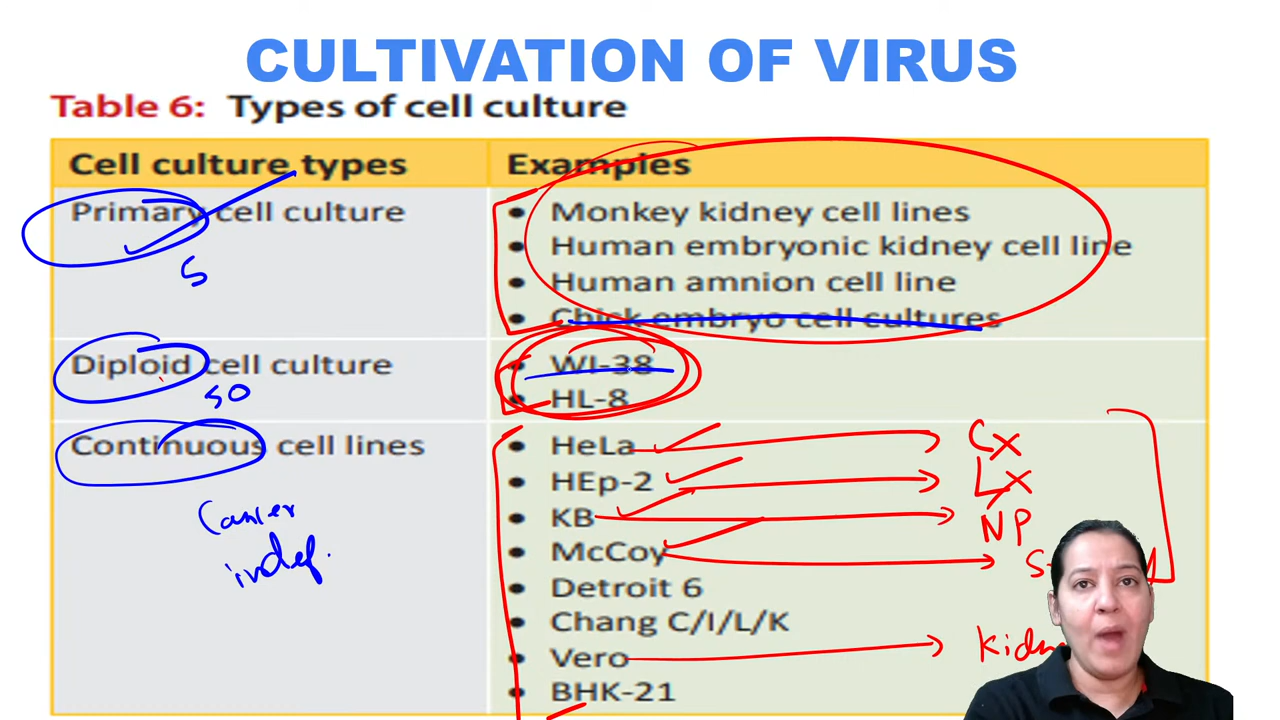 CULTIVATION OF VIRUS
Table 6: Types of cell culture
Cell culture types Examples
Primary cell culture • Monkey kidney cell lines
• Human embryonic kidney cell line
5 • Human amnion cell line
• Chick embryo cell cultures
Diploid cell culture • WI-38
50 • HL-8
Continuous cell lines • HeLa CX
• HEp-2 LX
Cancer • KB NP
indef. • McCoy
• Detroit 6
• Chang C/I/L/K
• Vero
• BHK-21